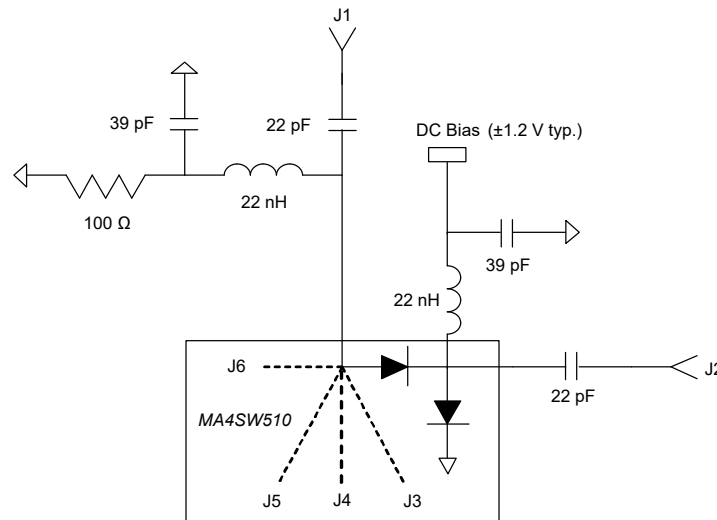 J1
39 pF
22 pF
DC Bias (±1.2 V typ.)
22 nH
100 Ω
39 pF
22 nH
J6
J2
22 pF
MA4SW510
J5
J4
J3